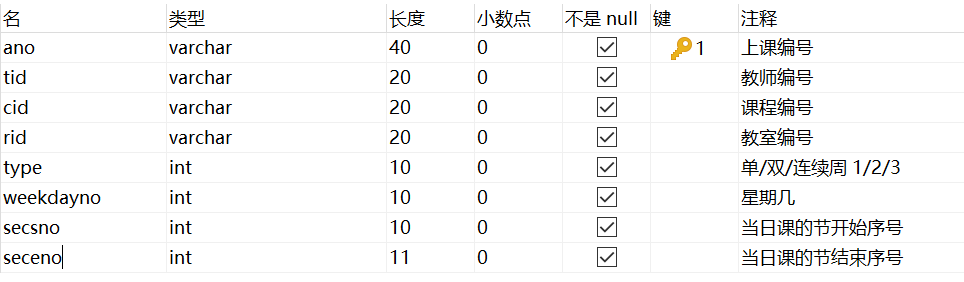 名 类型 长度 小数点 不是 null 键 注释
ano varchar 40 0 1 上课编号
tid varchar 20 0 教师编号
cid varchar 20 0 课程编号
rid varchar 20 0 教室编号
type int 10 0 单/双/连续周 1/2/3
weekdayno int 10 0 星期几
secsno int 10 0 当日课的节开始序号
seceno int 11 0 当日课的节结束序号